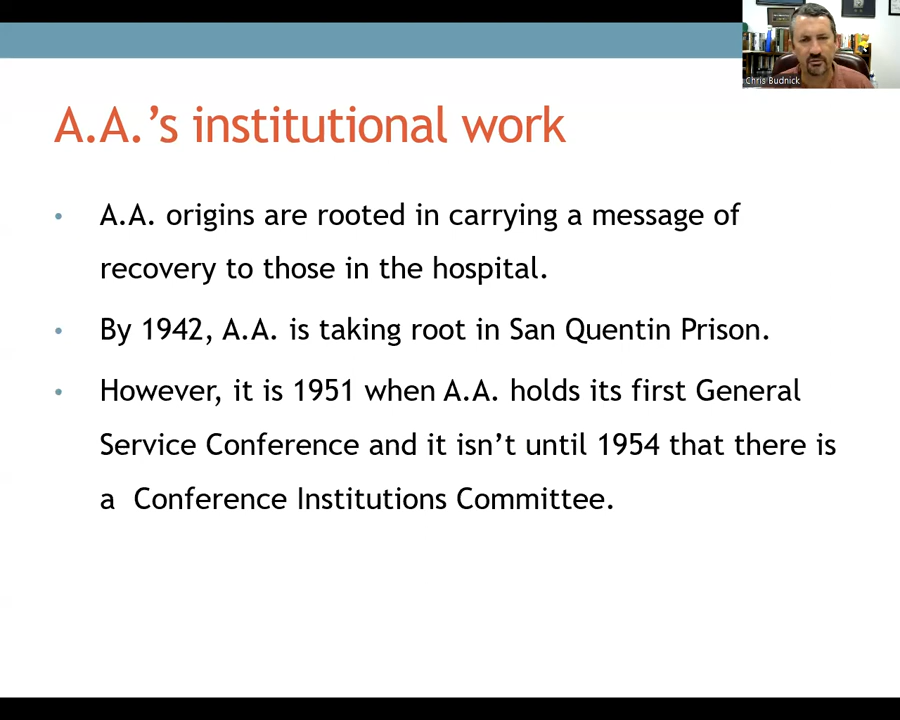 Chris Budnick
A.A.’s institutional work
• A.A. origins are rooted in carrying a message of
recovery to those in the hospital.
• By 1942, A.A. is taking root in San Quentin Prison.
• However, it is 1951 when A.A. holds its first General
Service Conference and it isn’t until 1954 that there is
a  Conference Institutions Committee.